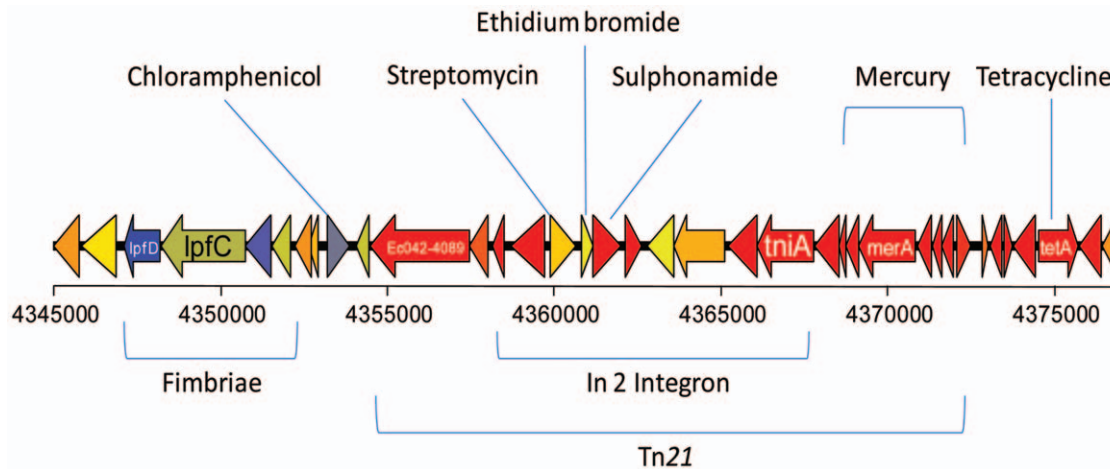 Ethidium bromide
Chloramphenicol Streptomycin Sulphonamide Mercury Tetracycline
lpfD lpfC Ec042-4089 tniA merA tetA
4345000 4350000 4355000 4360000 4365000 4370000 4375000
Fimbriae In 2 Integron
Tn21